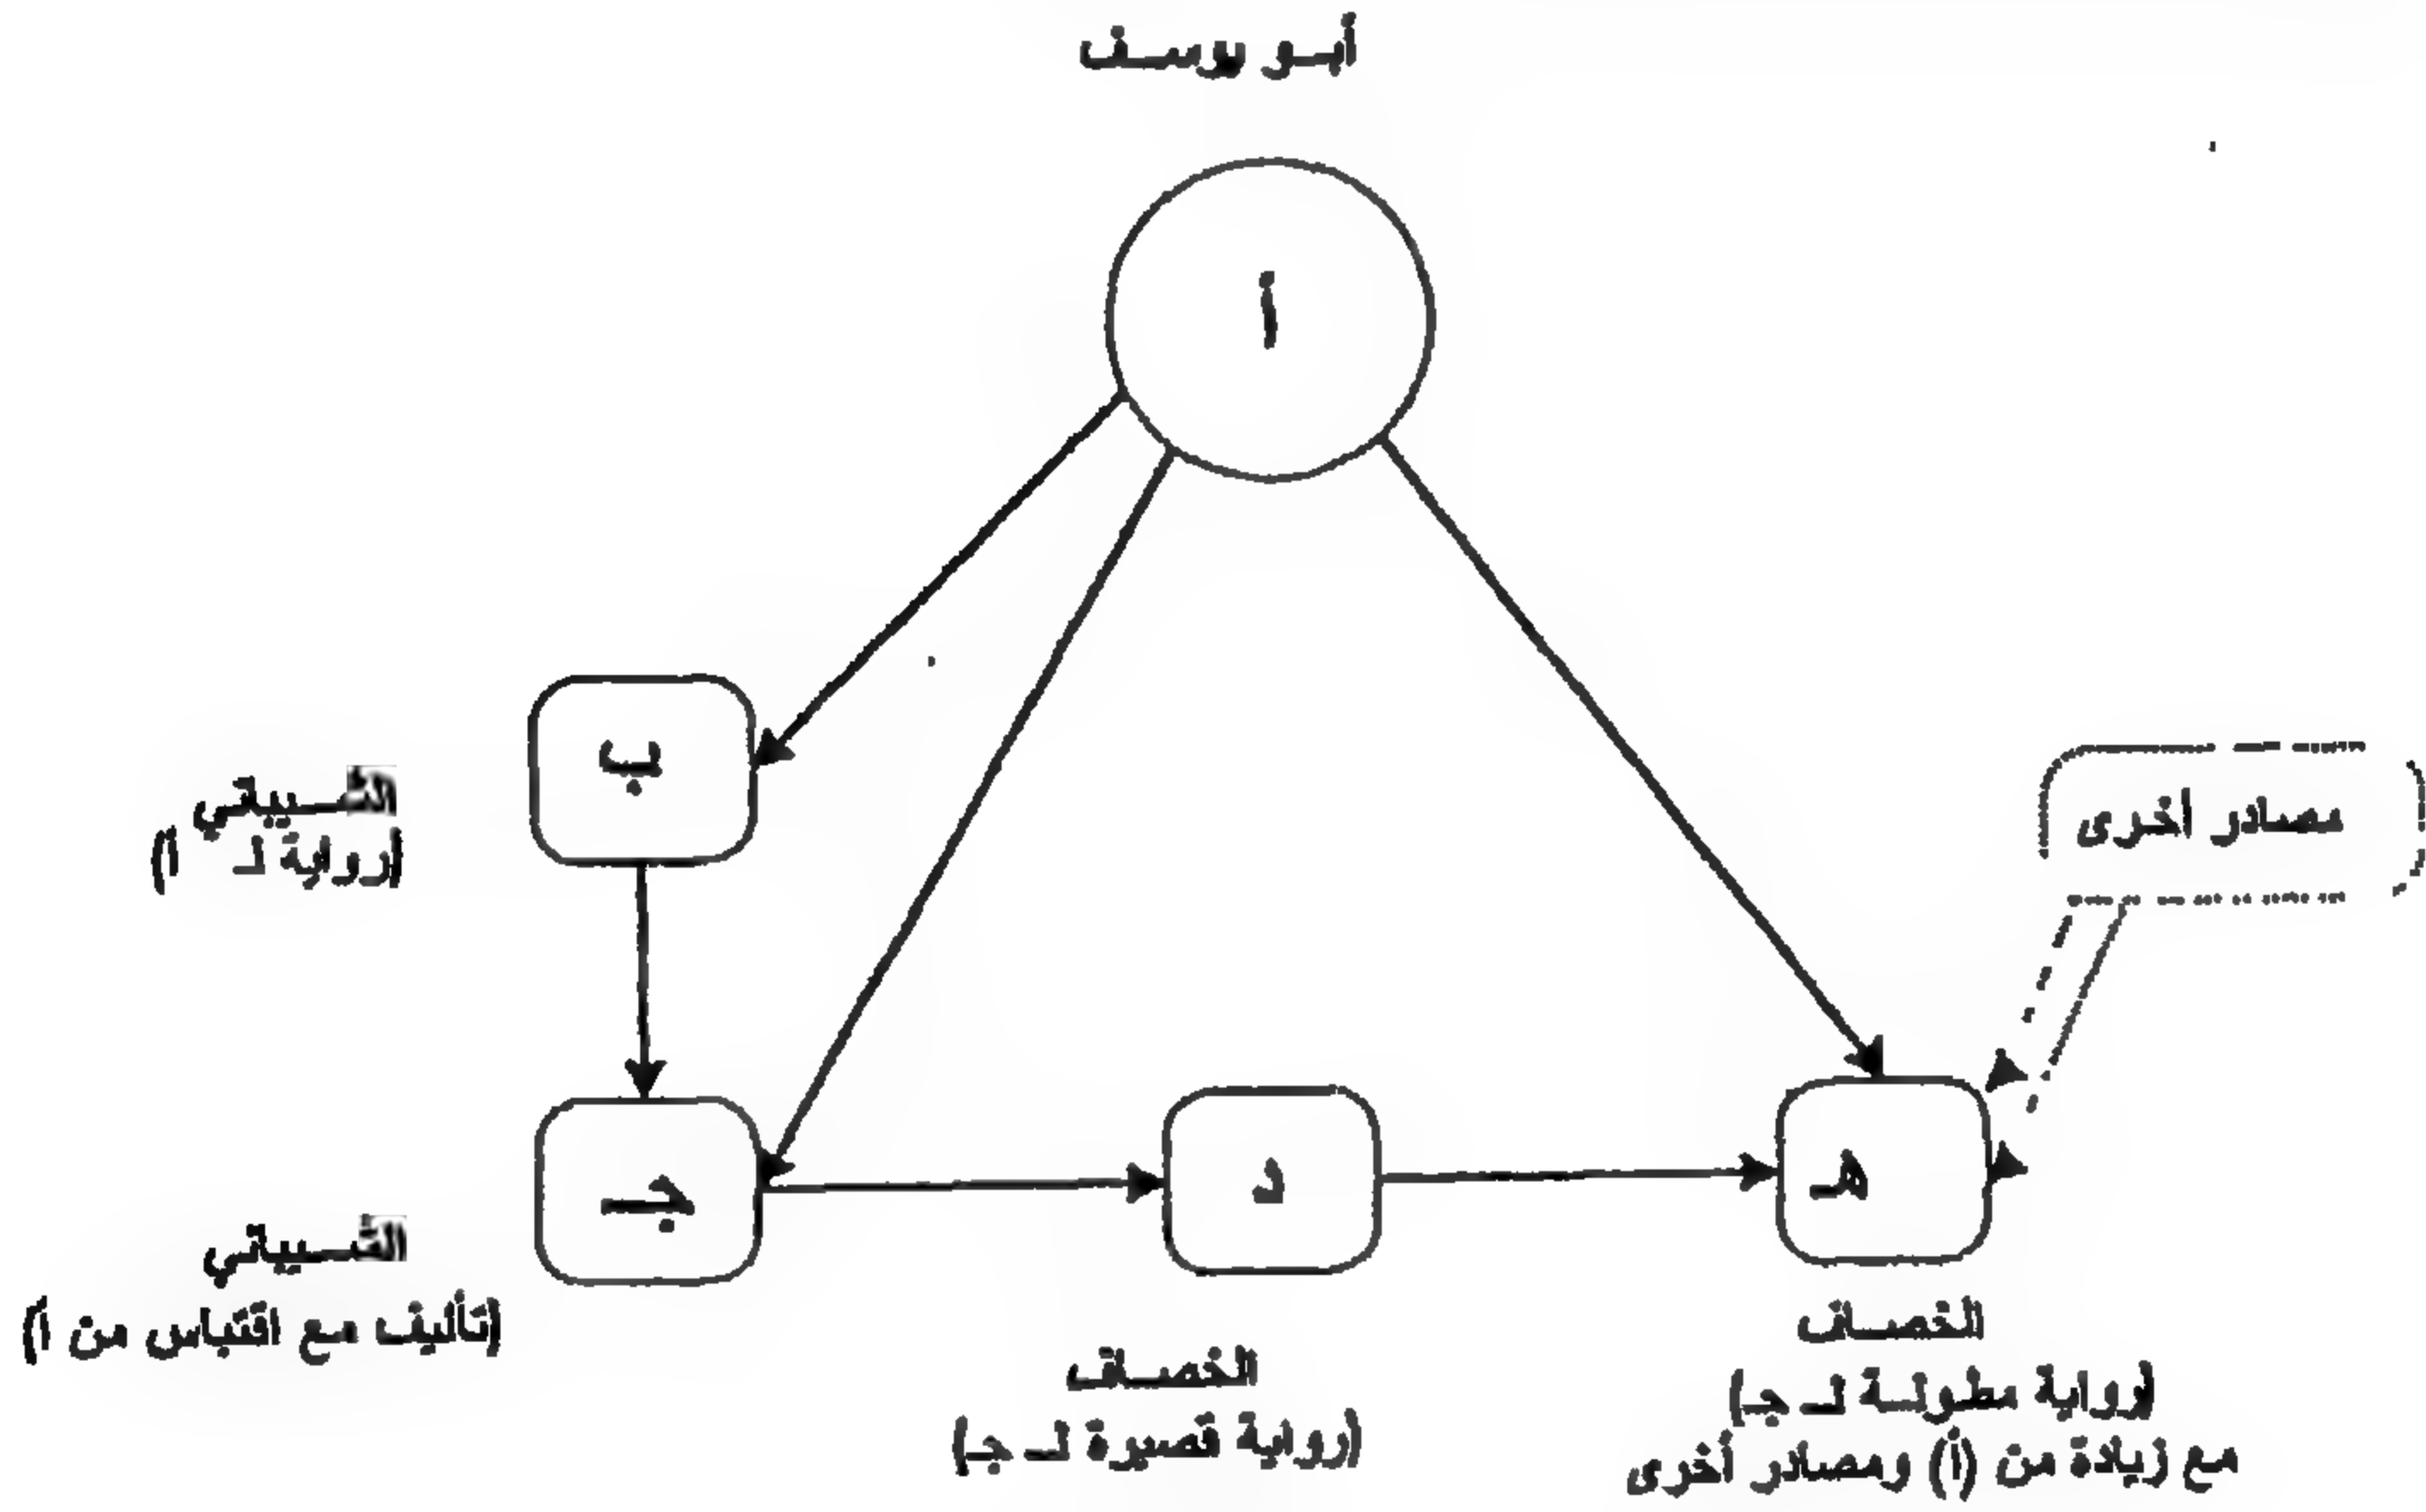 أبو يوسف
أ
ب
الشيباني
(رواية لـ أ)
مصادر اخرى
جـ
د
هـ
الشيباني
(تأليف مع اقتباس من أ)
الخصاف
(رواية قصيرة لـ جـ)
الخصاف
(رواية مطولة لـ جـ)
مع زيادة من (أ) ومصادر أخرى